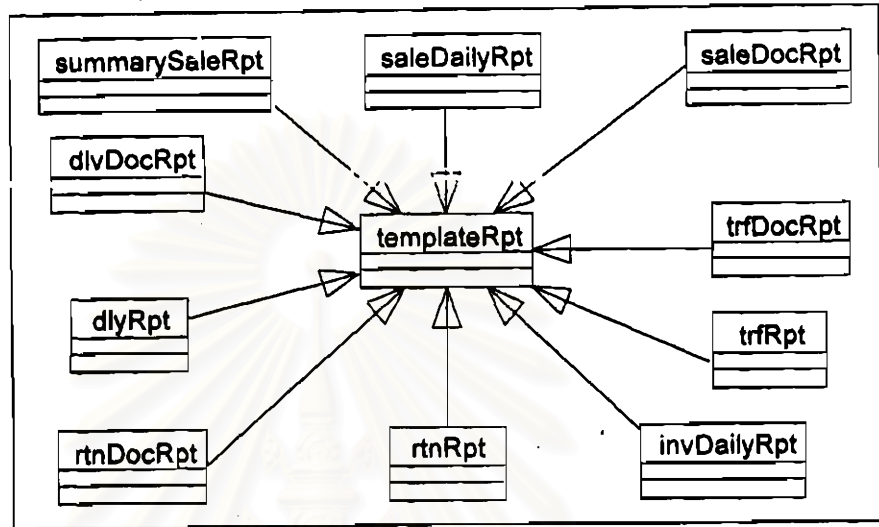 summarySaleRpt
saleDailyRpt
saleDocRpt
dlvDocRpt
templateRpt
trfDocRpt
dlyRpt
trfRpt
rtnDocRpt
rtnRpt
invDailyRpt